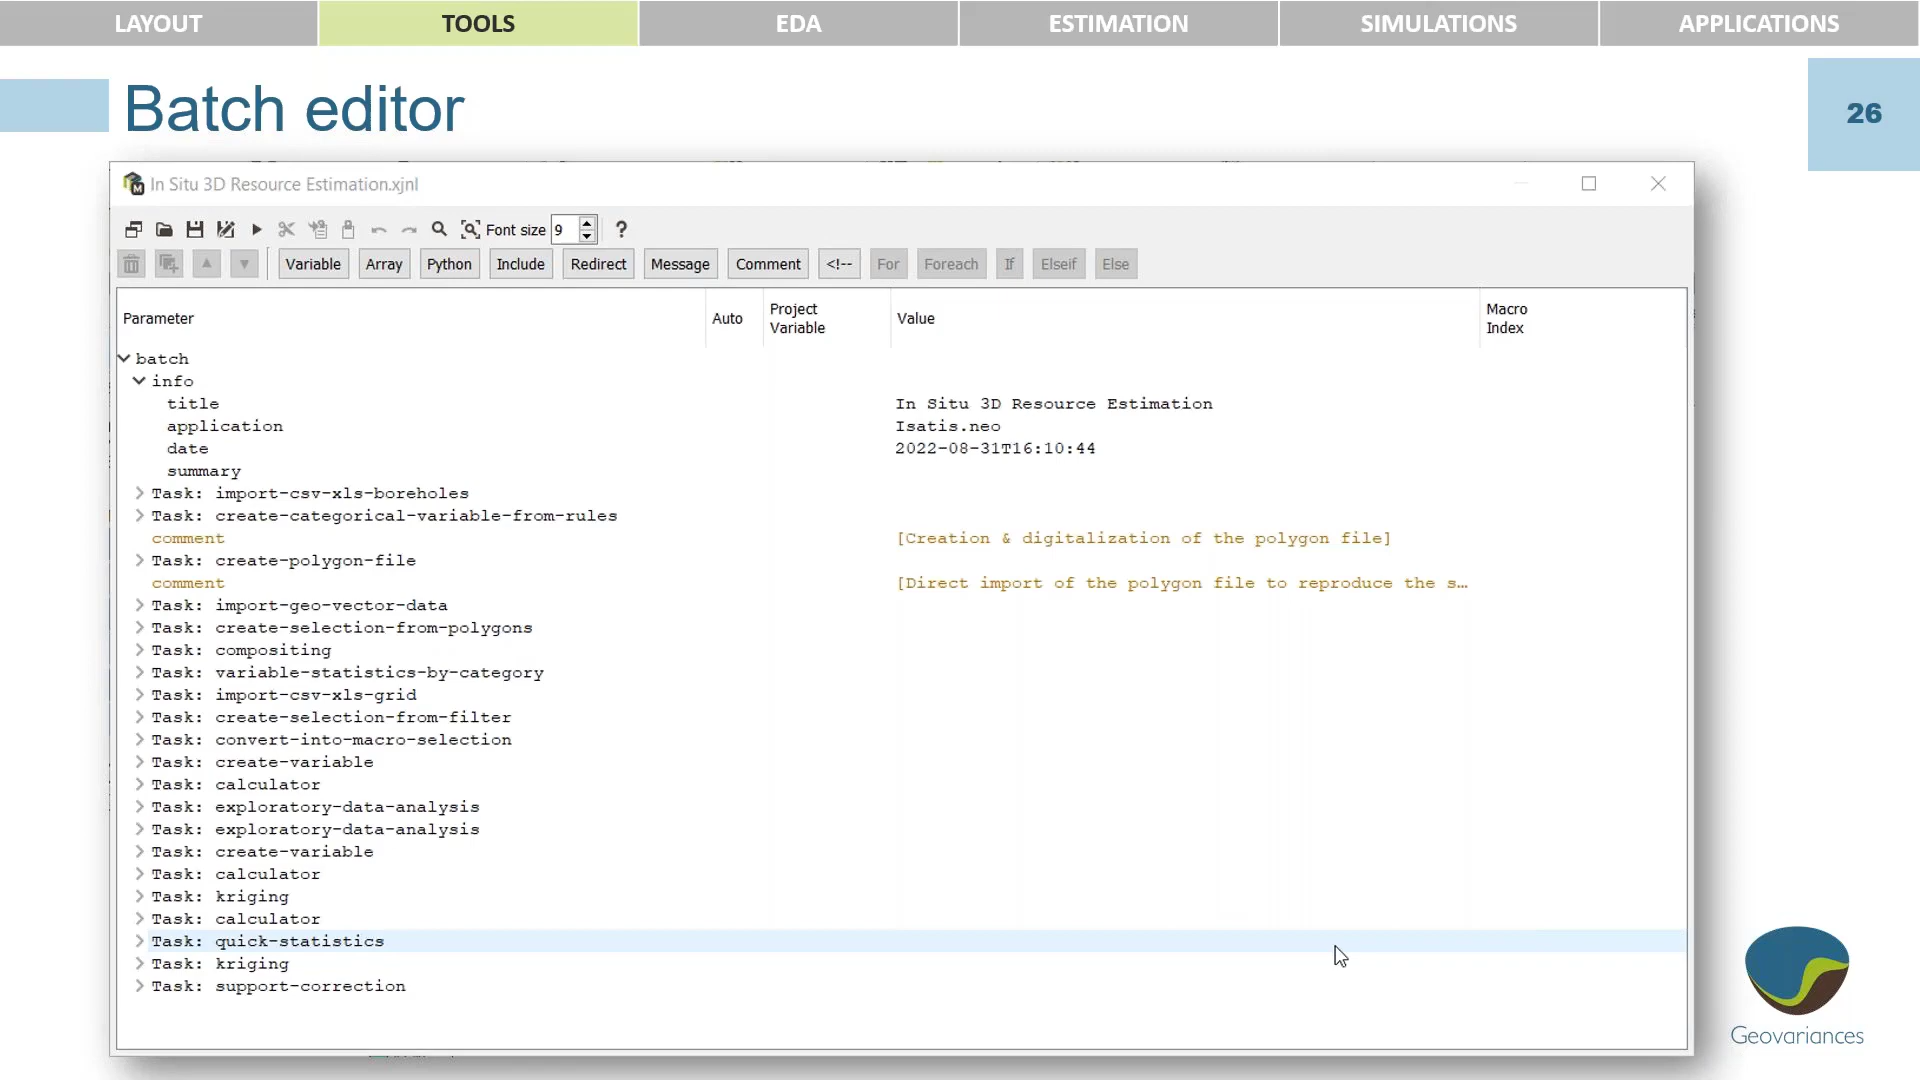 LAYOUT TOOLS EDA ESTIMATION SIMULATIONS APPLICATIONS
Batch editor
26
In Situ 3D Resource Estimation.xjnl
Font size 9 ?
Variable Array Python Include Redirect Message Comment <!-- For Foreach If Elseif Else
Parameter Auto Project Variable Value Macro Index
batch
info
title In Situ 3D Resource Estimation
application Isatis.neo
date 2022-08-31T16:10:44
summary
Task: import-csv-xls-boreholes
Task: create-categorical-variable-from-rules
comment [Creation & digitalization of the polygon file]
Task: create-polygon-file
comment [Direct import of the polygon file to reproduce the s…
Task: import-geo-vector-data
Task: create-selection-from-polygons
Task: compositing
Task: variable-statistics-by-category
Task: import-csv-xls-grid
Task: create-selection-from-filter
Task: convert-into-macro-selection
Task: create-variable
Task: calculator
Task: exploratory-data-analysis
Task: exploratory-data-analysis
Task: create-variable
Task: calculator
Task: kriging
Task: calculator
Task: quick-statistics
Task: kriging
Task: support-correction
Geovariances